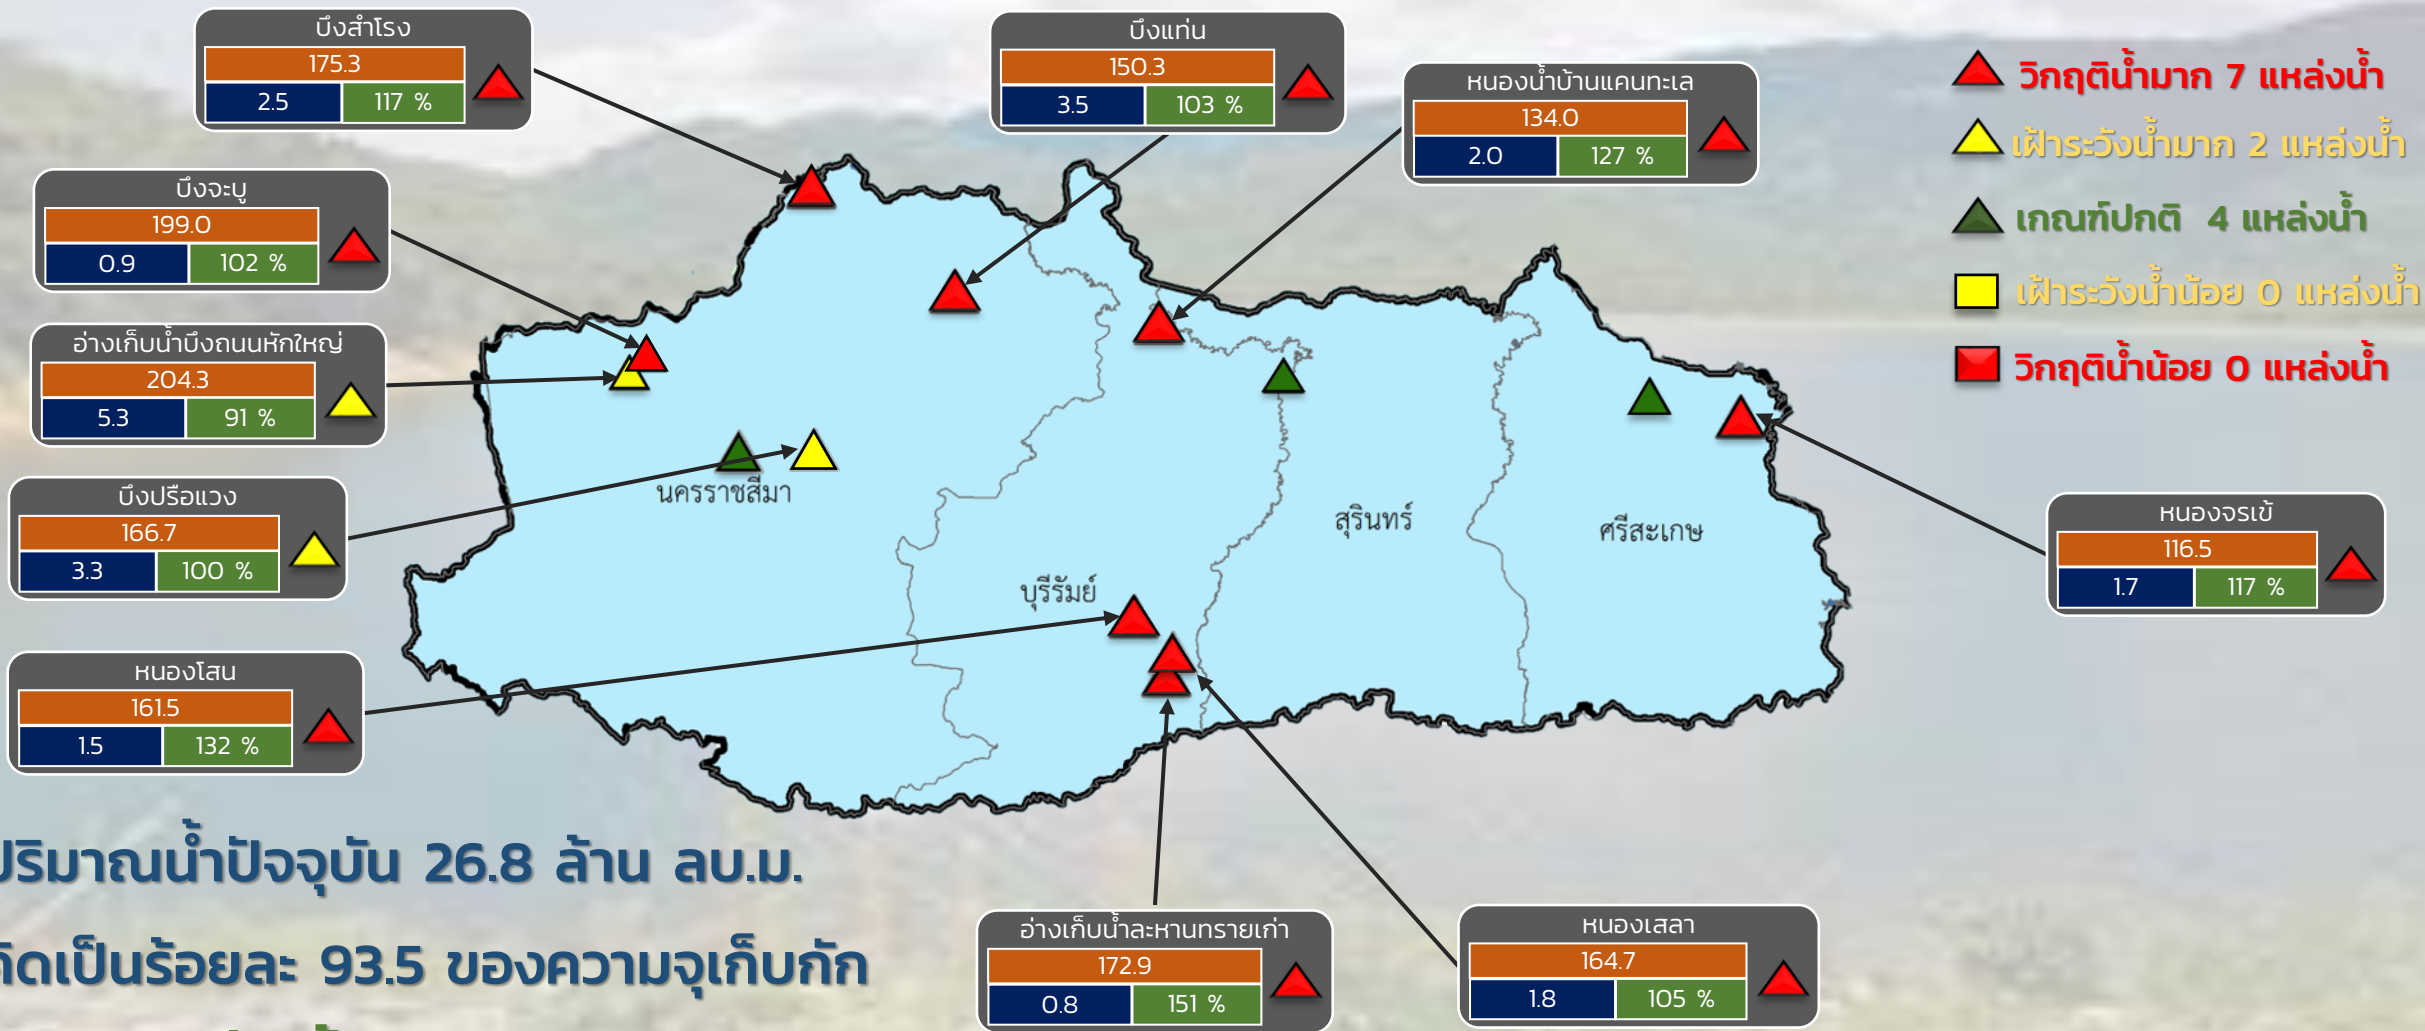 บึงสำโรง
175.3
2.5 117 %
บึงแท่น
150.3
3.5 103 %
หนองน้ำบ้านแคนทะเล
134.0
2.0 127 %
วิกฤติน้ำมาก 7 แหล่งน้ำ
เฝ้าระวังน้ำมาก 2 แหล่งน้ำ
เกณฑ์ปกติ 4 แหล่งน้ำ
เฝ้าระวังน้ำน้อย 0 แหล่งน้ำ
วิกฤติน้ำน้อย 0 แหล่งน้ำ
บึงจะบู
199.0
0.9 102 %
อ่างเก็บน้ำบึงถนนหักใหญ่
204.3
5.3 91 %
บึงปรือแวง
166.7
3.3 100 %
หนองโสน
161.5
1.5 132 %
นครราชสีมา
บุรีรัมย์
สุรินทร์
ศรีสะเกษ
หนองจรเข้
116.5
1.7 117 %
อ่างเก็บน้ำละหานทรายเก่า
172.9
0.8 151 %
หนองเสลา
164.7
1.8 105 %
ปริมาณน้ำปัจจุบัน 26.8 ล้าน ลบ.ม.
คิดเป็นร้อยละ 93.5 ของความจุเก็บกัก